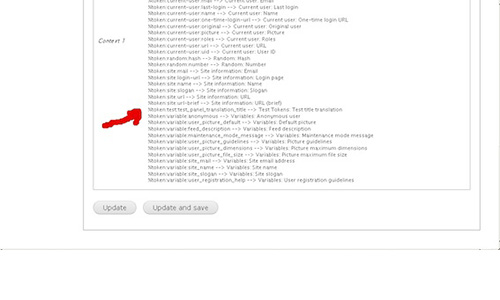 %token:current-user:mail --> Current user: Email
%token:current-user:last-login --> Current user: Last login
%token:current-user:name --> Current user: Name
%token:current-user:one-time-login-url --> Current user: One-time login URL
%token:current-user:original --> Current user: Original user
%token:current-user:picture --> Current user: Picture
Context 1
%token:current-user:roles --> Current user: Roles
%token:current-user:url --> Current user: URL
%token:current-user:uid --> Current user: User ID
%token:random:hash --> Random: Hash
%token:random:number --> Random: Number
%token:site:mail --> Site information: Email
%token:site:login-url --> Site information: Login page
%token:site:name --> Site information: Name
%token:site:slogan --> Site information: Slogan
%token:site:url --> Site information: URL
%token:site:url-brief --> Site information: URL (brief)
%token:test:test_panel_translation_title --> Test Tokens: Test title translation
%token:variable:anonymous --> Variables: Anonymous user
%token:variable:user_picture_default --> Variables: Default picture
%token:variable:feed_description --> Variables: Feed description
%token:variable:maintenance_mode_message --> Variables: Maintenance mode message
%token:variable:user_picture_guidelines --> Variables: Picture guidelines
%token:variable:user_picture_dimensions --> Variables: Picture maximum dimensions
%token:variable:user_picture_file_size --> Variables: Picture maximum file size
%token:variable:site_mail --> Variables: Site email address
%token:variable:site_name --> Variables: Site name
%token:variable:site_slogan --> Variables: Site slogan
%token:variable:user_registration_help --> Variables: User registration guidelines
Update
Update and save